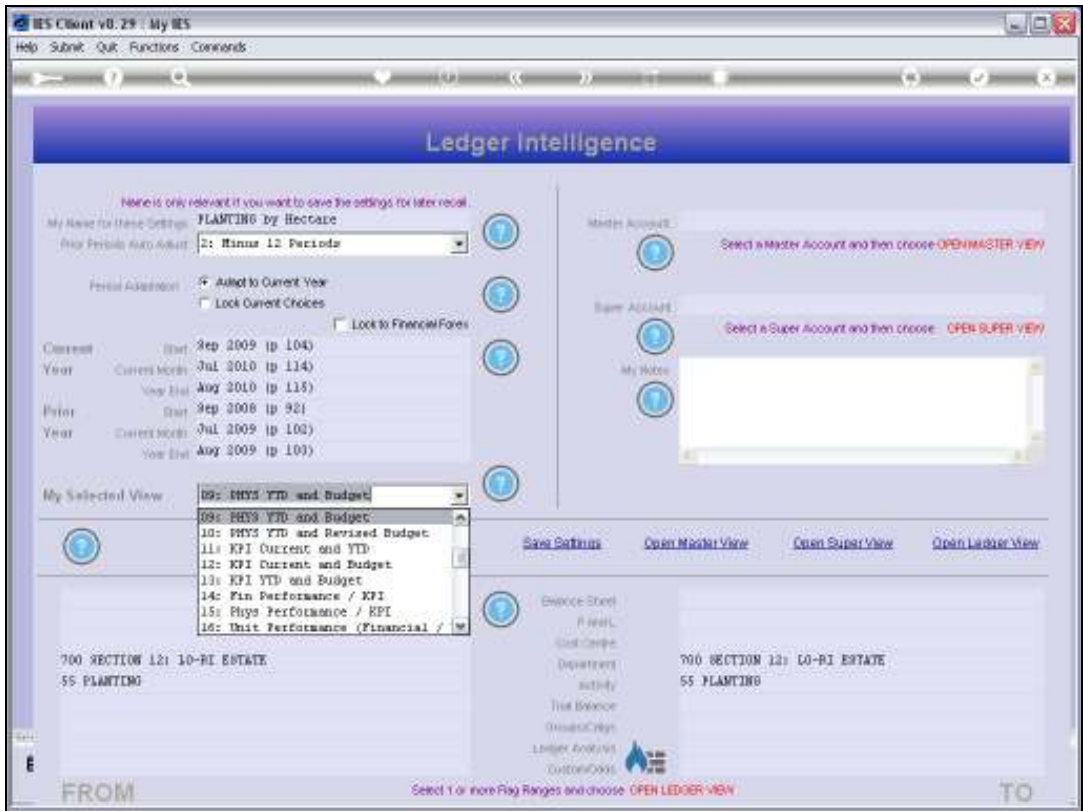 IES Client v8.29 : My IES
Help Submit Quit Functions Commands
Ledger Intelligence
Name is only relevant if you want to save the settings for later recall.
My Name for these Settings PLANTING by Hectare
Prior Periods Auto Adjust 2: Minus 12 Periods
Period Adaptation Adapt to Current Year
Lock Current Choices
Lock to Financial Forex
Current Start Sep 2009 (p 104)
Year Current Month Jul 2010 (p 114)
Year End Aug 2010 (p 115)
Prior Start Sep 2008 (p 92)
Year Current Month Jul 2009 (p 102)
Year End Aug 2009 (p 103)
Master Account
Select a Master Account and then choose OPEN MASTER VIEW
Super Account
Select a Super Account and then choose OPEN SUPER VIEW
My Notes
My Selected View 09: PHYS YTD and Budget
09: PHYS YTD and Budget
10: PHYS YTD and Revised Budget
11: KPI Current and YTD
12: KPI Current and Budget
13: KPI YTD and Budget
14: Fin Performance / KPI
15: Phys Performance / KPI
16: Unit Performance (Financial /
Save Settings Open Master View Open Super View Open Ledger View
Balance Sheet
P and L
Cost Centre
700 SECTION 12: LO-RI ESTATE Department 700 SECTION 12: LO-RI ESTATE
55 PLANTING Activity 55 PLANTING
Trial Balance
Ledger Analysis
FROM Select 1 or more Flag Ranges and choose OPEN LEDGER VIEW TO